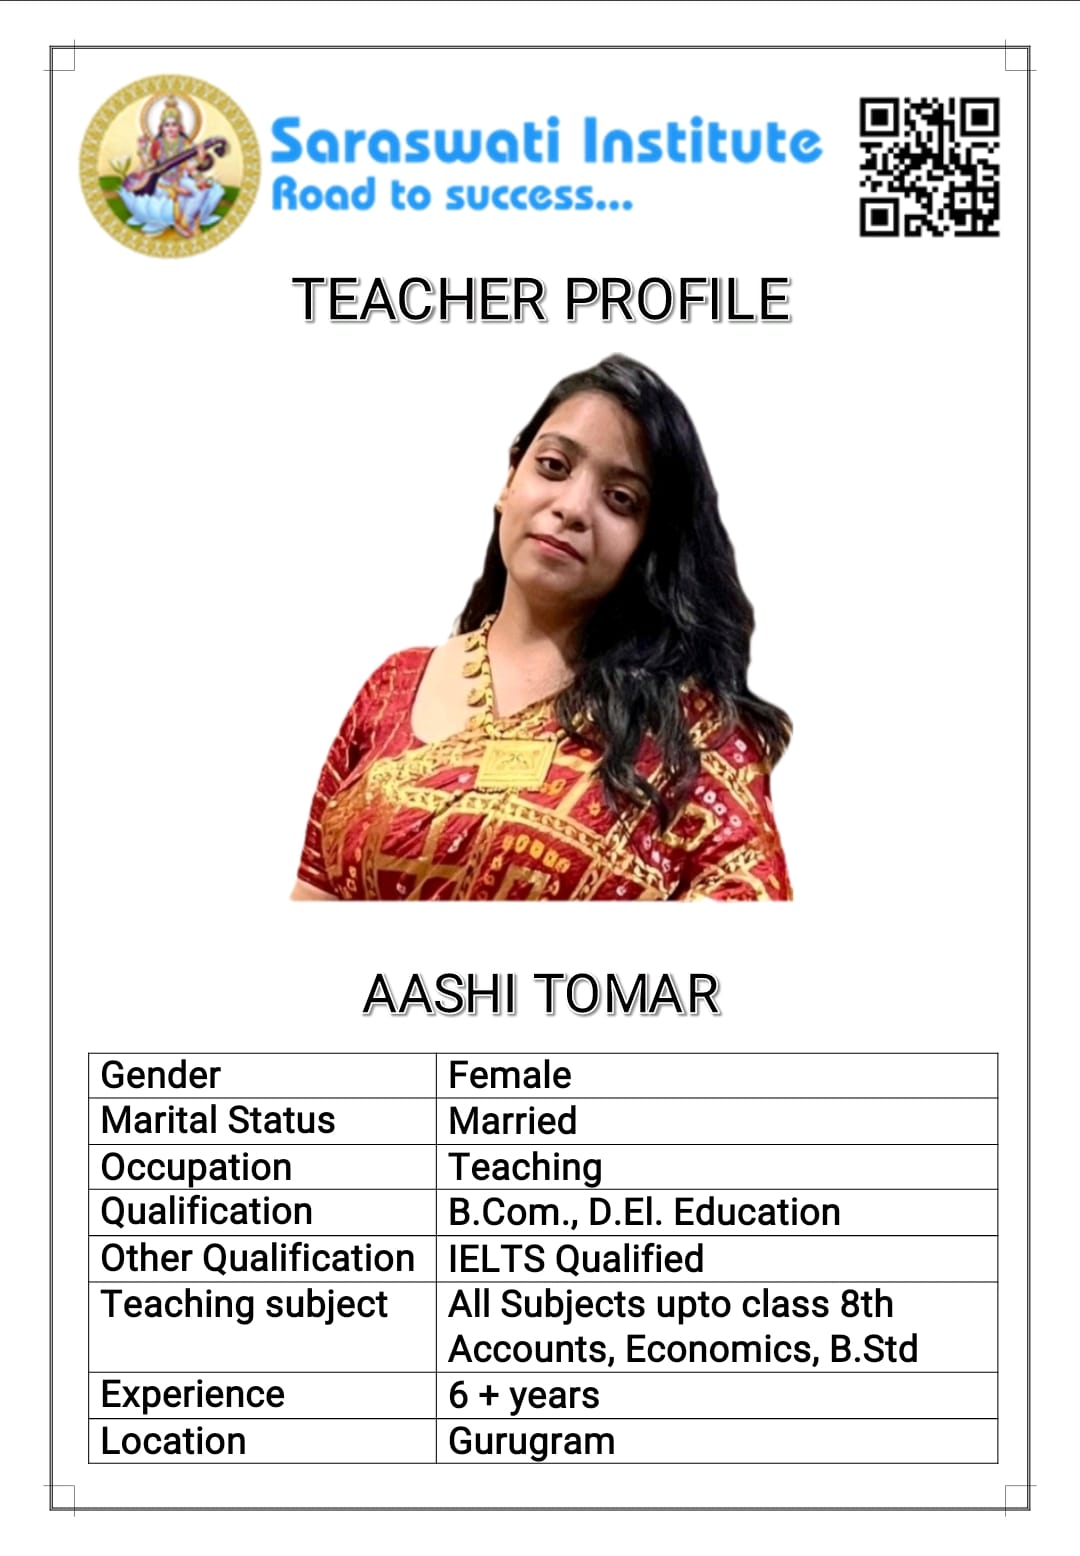 Saraswati Institute
Road to success...
TEACHER PROFILE
AASHI TOMAR
Gender Female
Marital Status Married
Occupation Teaching
Qualification B.Com., D.El. Education
Other Qualification IELTS Qualified
Teaching subject All Subjects upto class 8th
Accounts, Economics, B.Std
Experience 6 + years
Location Gurugram